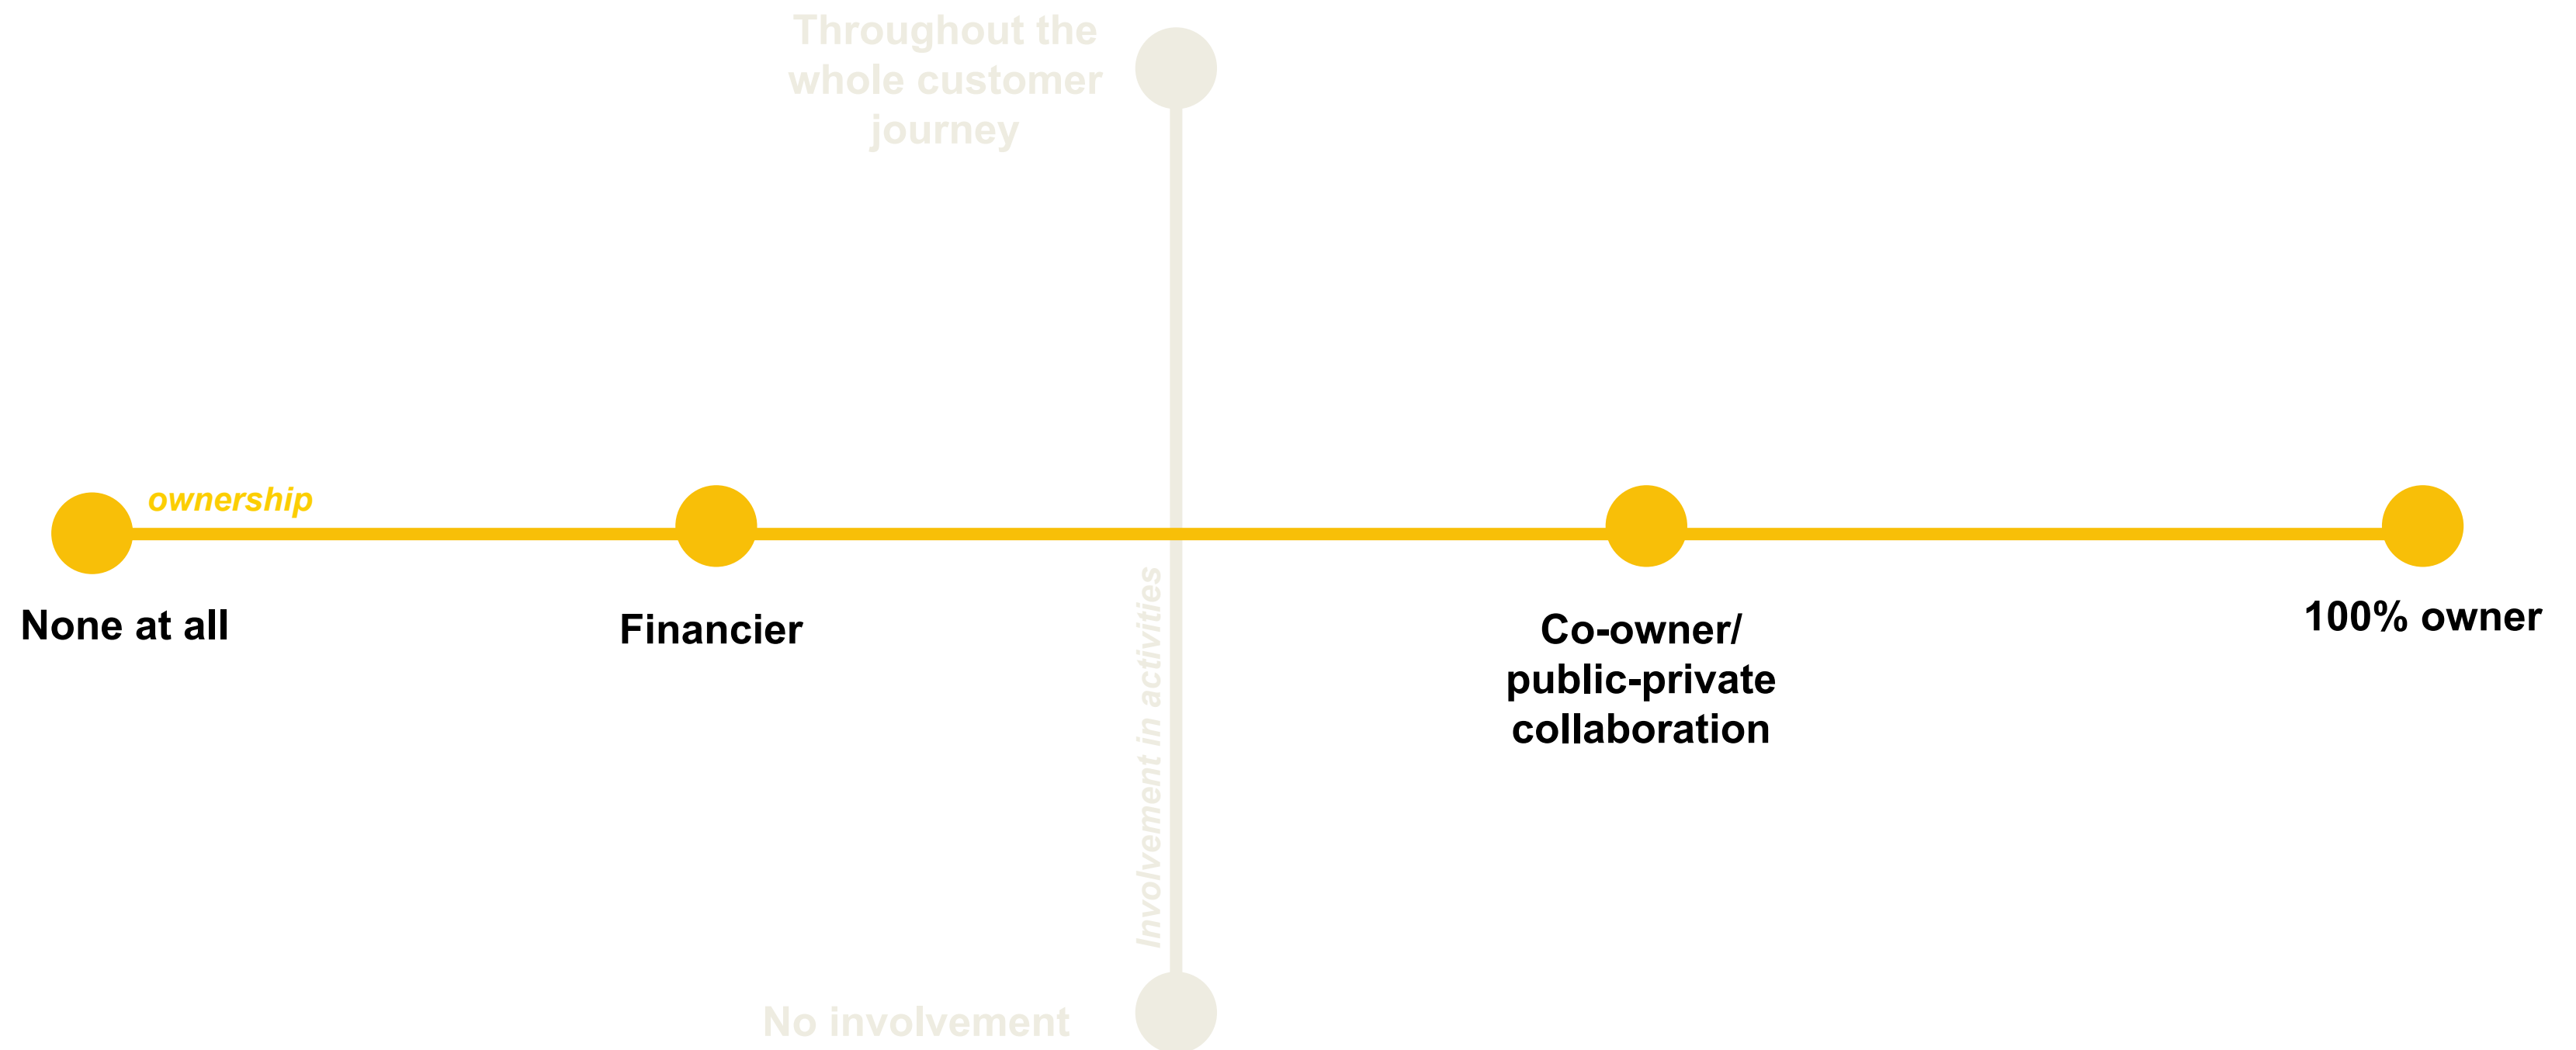 Throughout the
whole customer
journey
ownership
None at all
Financier
Involvement in activities
Co-owner/
public-private
collaboration
100% owner
No involvement